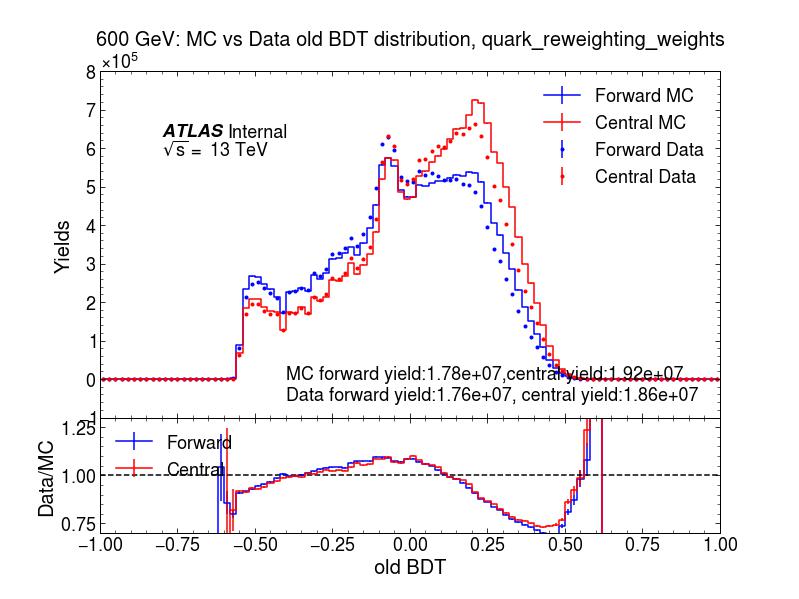 600 GeV: MC vs Data old BDT distribution, quark_reweighting_weights
×10⁵
8
7
6
5
4
3
2
1
0
−1
Yields
ATLAS Internal
√s = 13 TeV
Forward MC
Central MC
Forward Data
Central Data
MC forward yield:1.78e+07,central yield:1.92e+07
Data forward yield:1.76e+07, central yield:1.86e+07
1.25
1.00
0.75
Data/MC
Forward
Central
−1.00 −0.75 −0.50 −0.25 0.00 0.25 0.50 0.75 1.00
old BDT